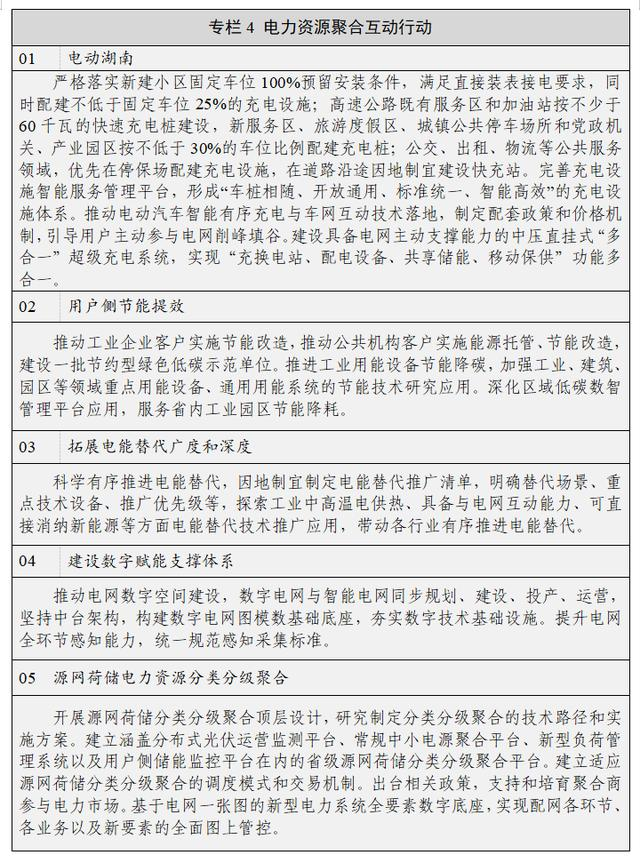 专栏 4 电力资源聚合互动行动
01 电动湖南
严格落实新建小区固定车位 100%预留安装条件，满足直接装表接电要求，同
时配建不低于固定车位 25%的充电设施；高速公路既有服务区和加油站按不少于
60 千瓦的快速充电桩建设，新服务区、旅游度假区、城镇公共停车场所和党政机
关、产业园区按不低于 30%的车位比例配建充电桩；公交、出租、物流等公共服务
领域，优先在停保场配建充电设施，在道路沿途因地制宜建设快充站。完善充电设
施智能服务管理平台，形成“车桩相随、开放通用、标准统一、智能高效”的充电设
施体系。推动电动汽车智能有序充电与车网互动技术落地，制定配套政策和价格机
制，引导用户主动参与电网削峰填谷。建设具备电网主动支撑能力的中压直挂式“多
合一”超级充电系统，实现“充换电站、配电设备、共享储能、移动保供”功能多
合一。
02 用户侧节能提效
推动工业企业客户实施节能改造，推动公共机构客户实施能源托管、节能改造，
建设一批节约型绿色低碳示范单位。推进工业用能设备节能降碳，加强工业、建筑、
园区等领域重点用能设备、通用用能系统的节能技术研究应用。深化区域低碳数智
管理平台应用，服务省内工业园区节能降耗。
03 拓展电能替代广度和深度
科学有序推进电能替代，因地制宜制定电能替代推广清单，明确替代场景、重
点技术设备、推广优先级等，探索工业中高温电供热、具备与电网互动能力、可直
接消纳新能源等方面电能替代技术推广应用，带动各行业有序推进电能替代。
04 建设数字赋能支撑体系
推动电网数字空间建设，数字电网与智能电网同步规划、建设、投产、运营，
坚持中台架构，构建数字电网图模数基础底座，夯实数字技术基础设施。提升电网
全环节感知能力，统一规范感知采集标准。
05 源网荷储电力资源分类分级聚合
开展源网荷储分类分级聚合顶层设计，研究制定分类分级聚合的技术路径和实
施方案。建立涵盖分布式光伏运营监测平台、常规中小电源聚合平台、新型负荷管
理系统以及用户侧储能监控平台在内的省级源网荷储分类分级聚合平台。建立适应
源网荷储分类分级聚合的调度模式和交易机制。出台相关政策，支持和培育聚合商
参与电力市场。基于电网一张图的新型电力系统全要素数字底座，实现配网各环节、
各业务以及新要素的全面图上管控。